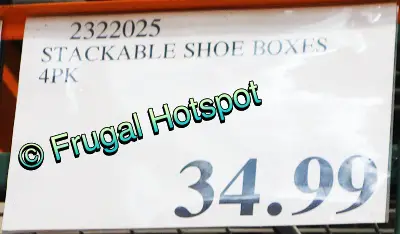 2322025
STACKABLE SHOE BOXES
4PK
© Frugal Hotspot
34.99